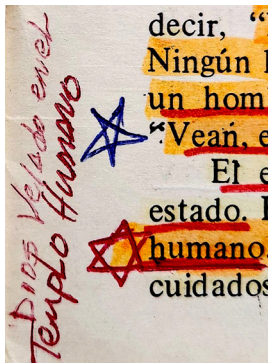 Dios Velado en el
Templo Humano
decir, “
Ningún
un hom
“Vean, e
El e
estado.
humano.
cuidados